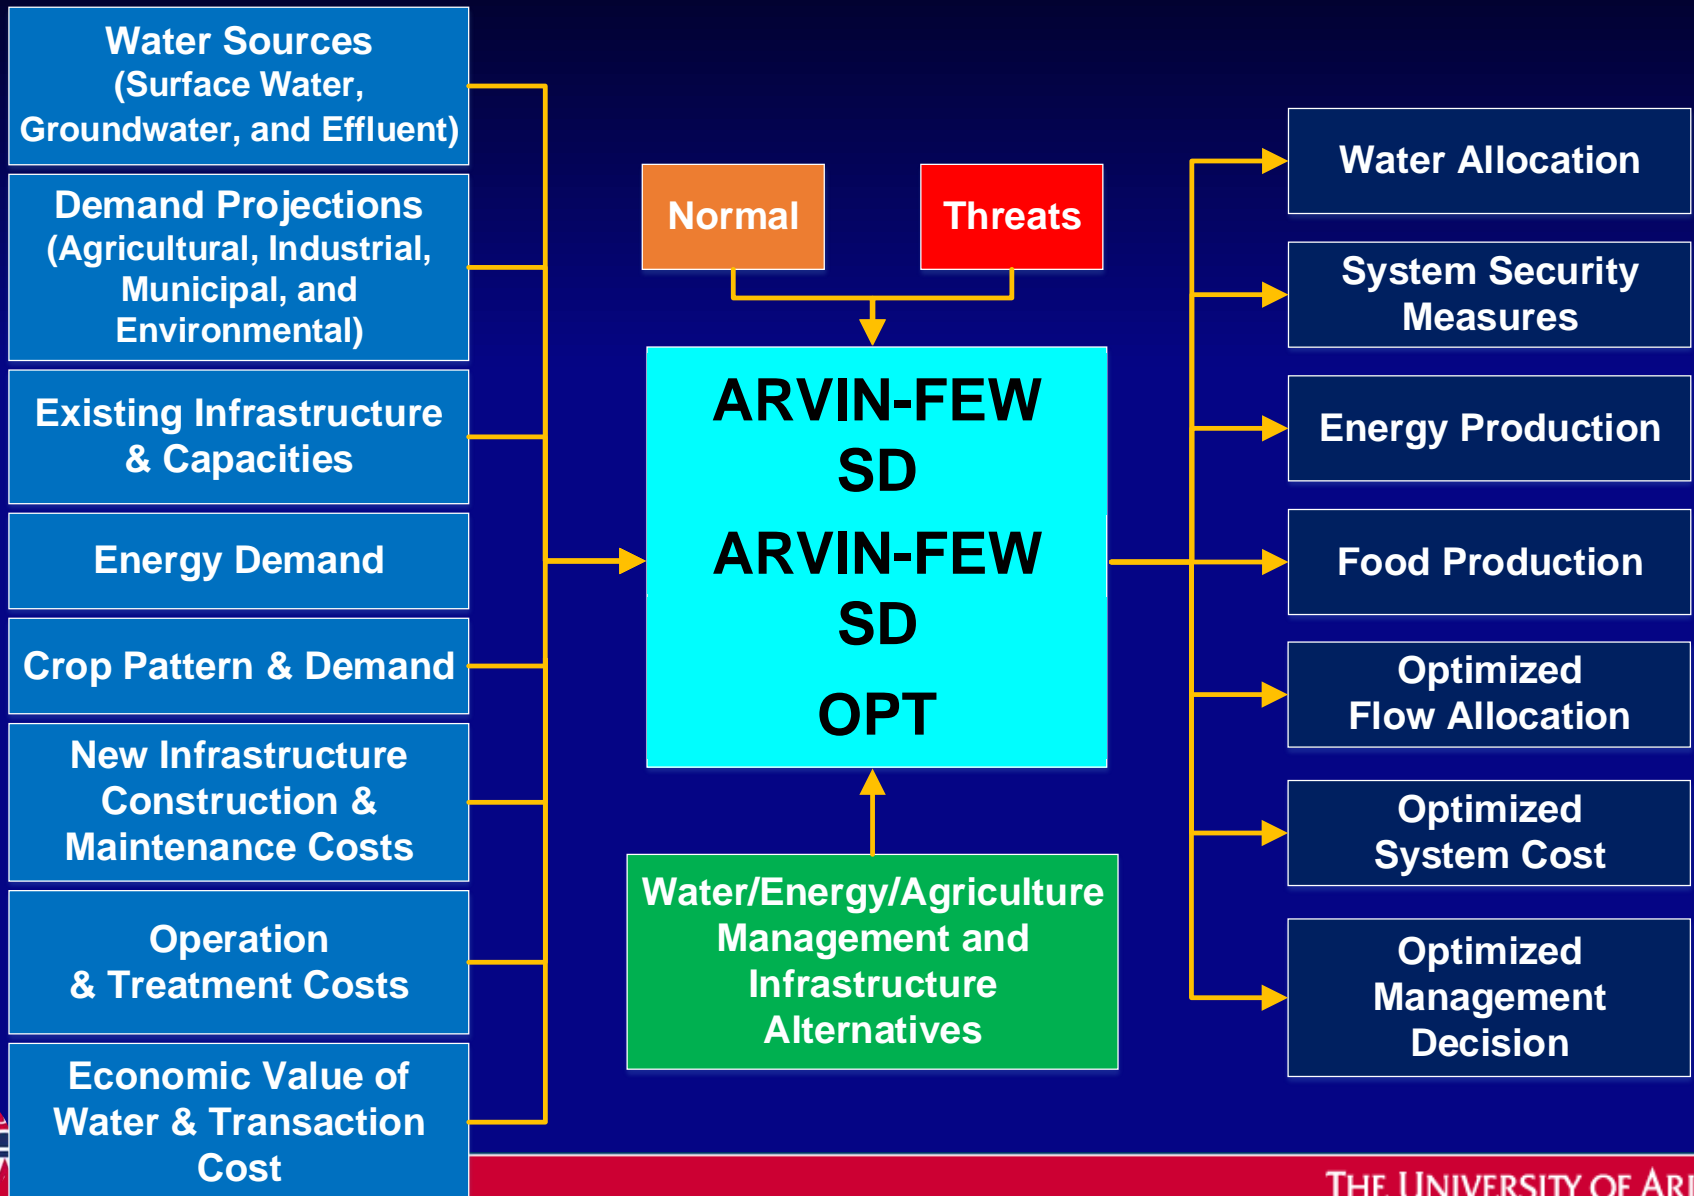 Water Sources
(Surface Water,
Groundwater, and Effluent)
Demand Projections
(Agricultural, Industrial,
Municipal, and
Environmental)
Existing Infrastructure
& Capacities
Energy Demand
Crop Pattern & Demand
New Infrastructure
Construction &
Maintenance Costs
Operation
& Treatment Costs
Economic Value of
Water & Transaction
Cost
Normal
Threats
ARVIN-FEW
SD
ARVIN-FEW
SD
OPT
Water/Energy/Agriculture
Management and
Infrastructure
Alternatives
Water Allocation
System Security
Measures
Energy Production
Food Production
Optimized
Flow Allocation
Optimized
System Cost
Optimized
Management
Decision
THE UNIVERSITY OF